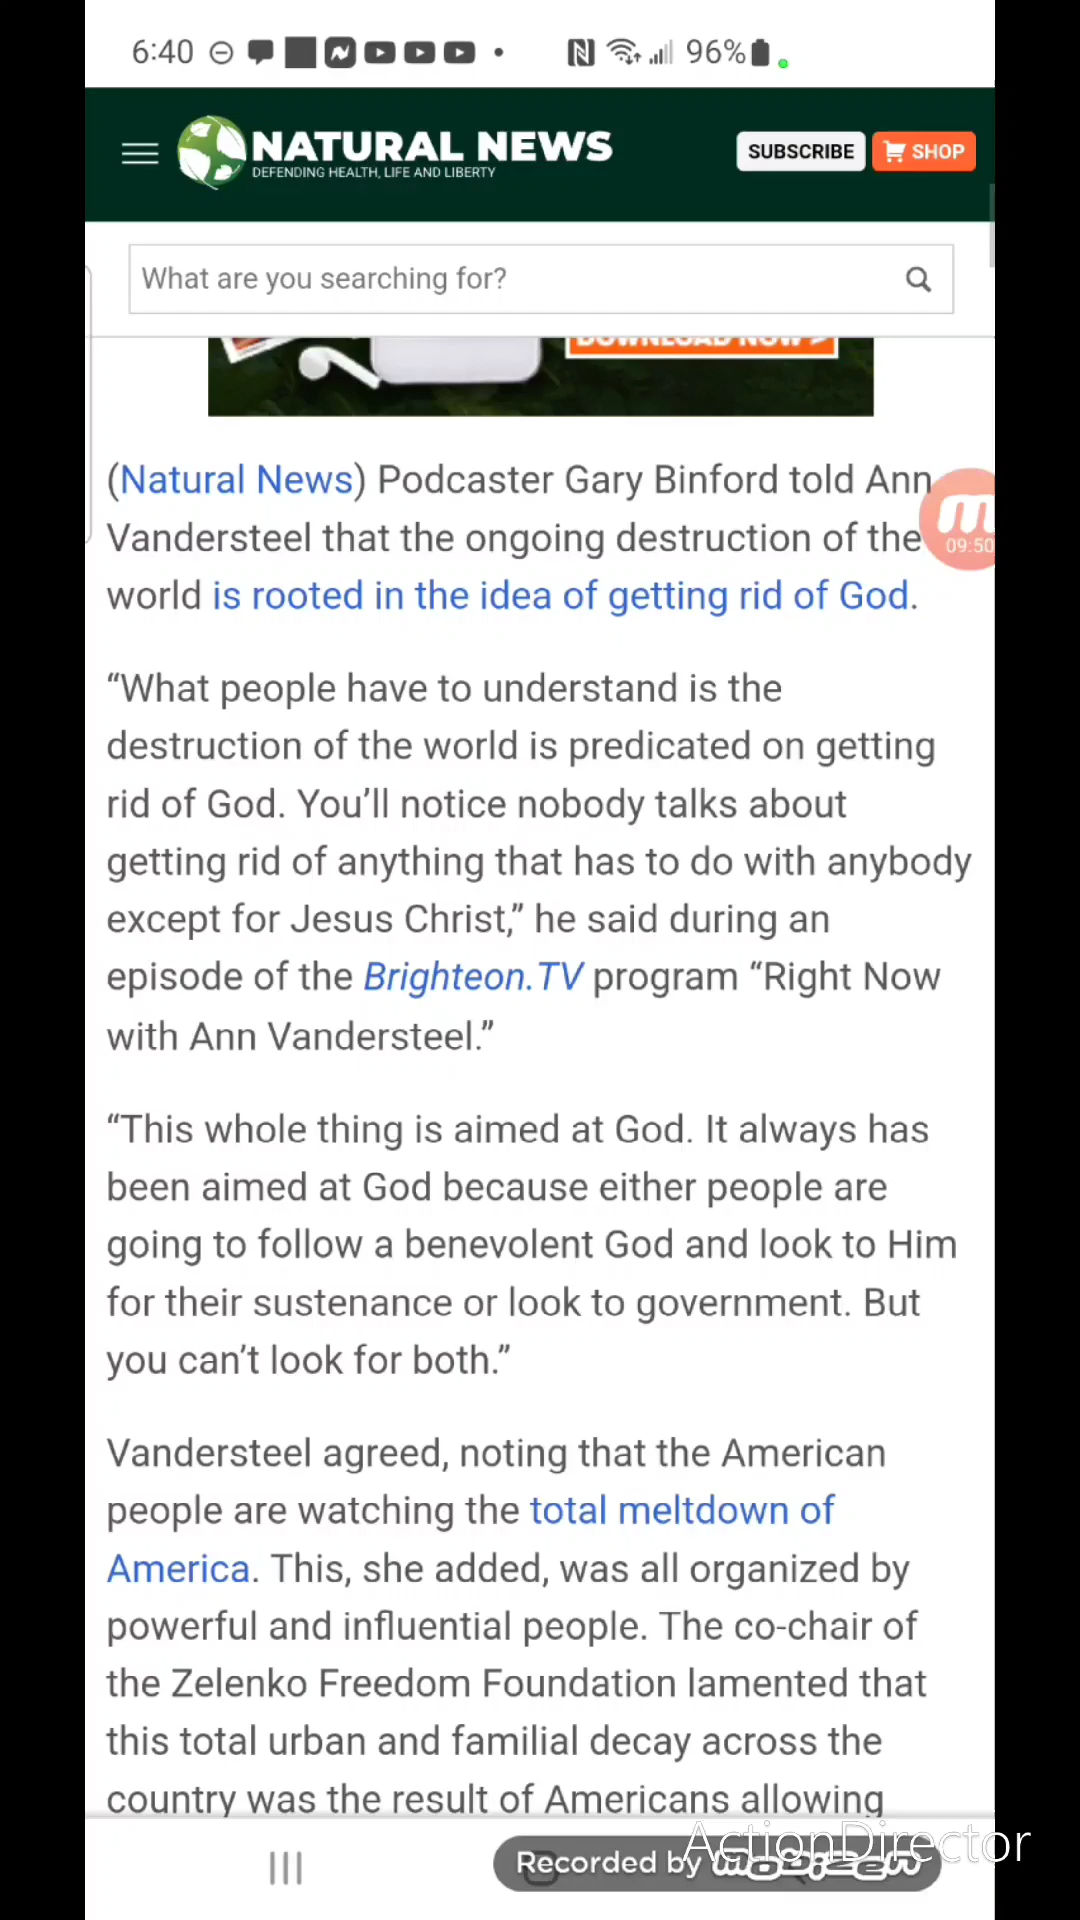 6:40
96%
NATURAL NEWS
DEFENDING HEALTH, LIFE AND LIBERTY
SUBSCRIBE
SHOP
What are you searching for?
DOWNLOAD NOW >
(Natural News) Podcaster Gary Binford told Ann
Vandersteel that the ongoing destruction of the
world is rooted in the idea of getting rid of God.
09:50
“What people have to understand is the
destruction of the world is predicated on getting
rid of God. You’ll notice nobody talks about
getting rid of anything that has to do with anybody
except for Jesus Christ,” he said during an
episode of the Brighteon.TV program “Right Now
with Ann Vandersteel.”
“This whole thing is aimed at God. It always has
been aimed at God because either people are
going to follow a benevolent God and look to Him
for their sustenance or look to government. But
you can’t look for both.”
Vandersteel agreed, noting that the American
people are watching the total meltdown of
America. This, she added, was all organized by
powerful and influential people. The co-chair of
the Zelenko Freedom Foundation lamented that
this total urban and familial decay across the
country was the result of Americans allowing
ActionDirector
Recorded by mobizen